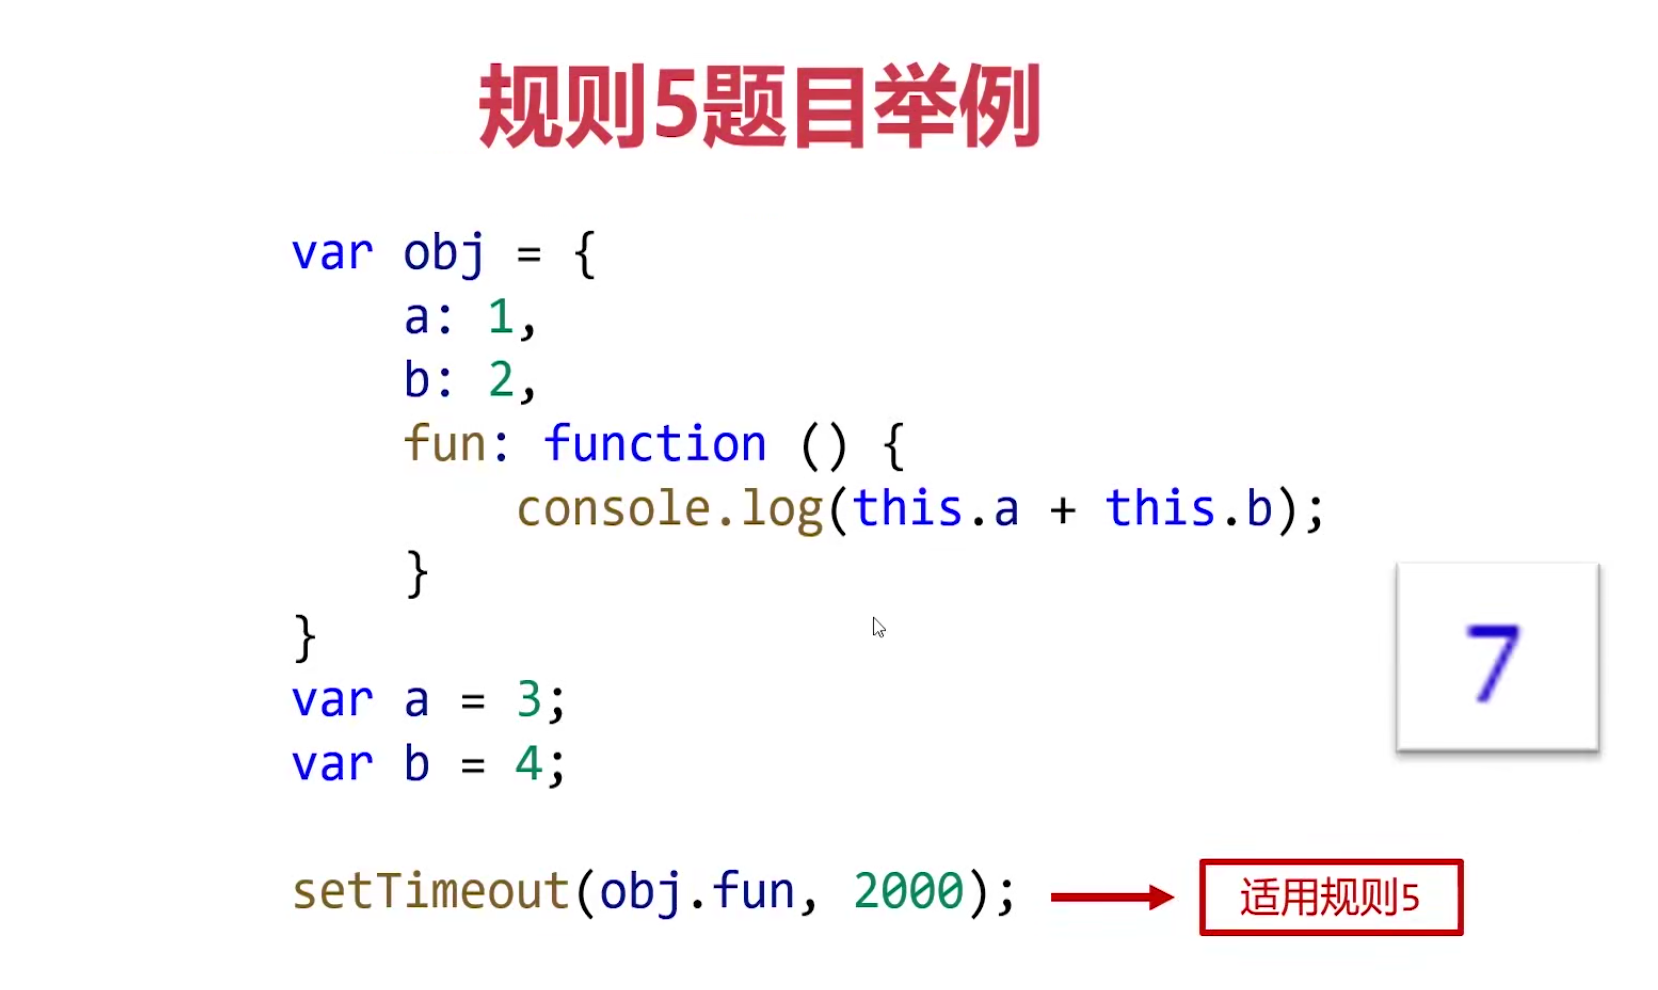 规则5题目举例
var obj = {
    a: 1,
    b: 2,
    fun: function () {
        console.log(this.a + this.b);
    }
}
var a = 3;
var b = 4;
7
setTimeout(obj.fun, 2000);
适用规则5